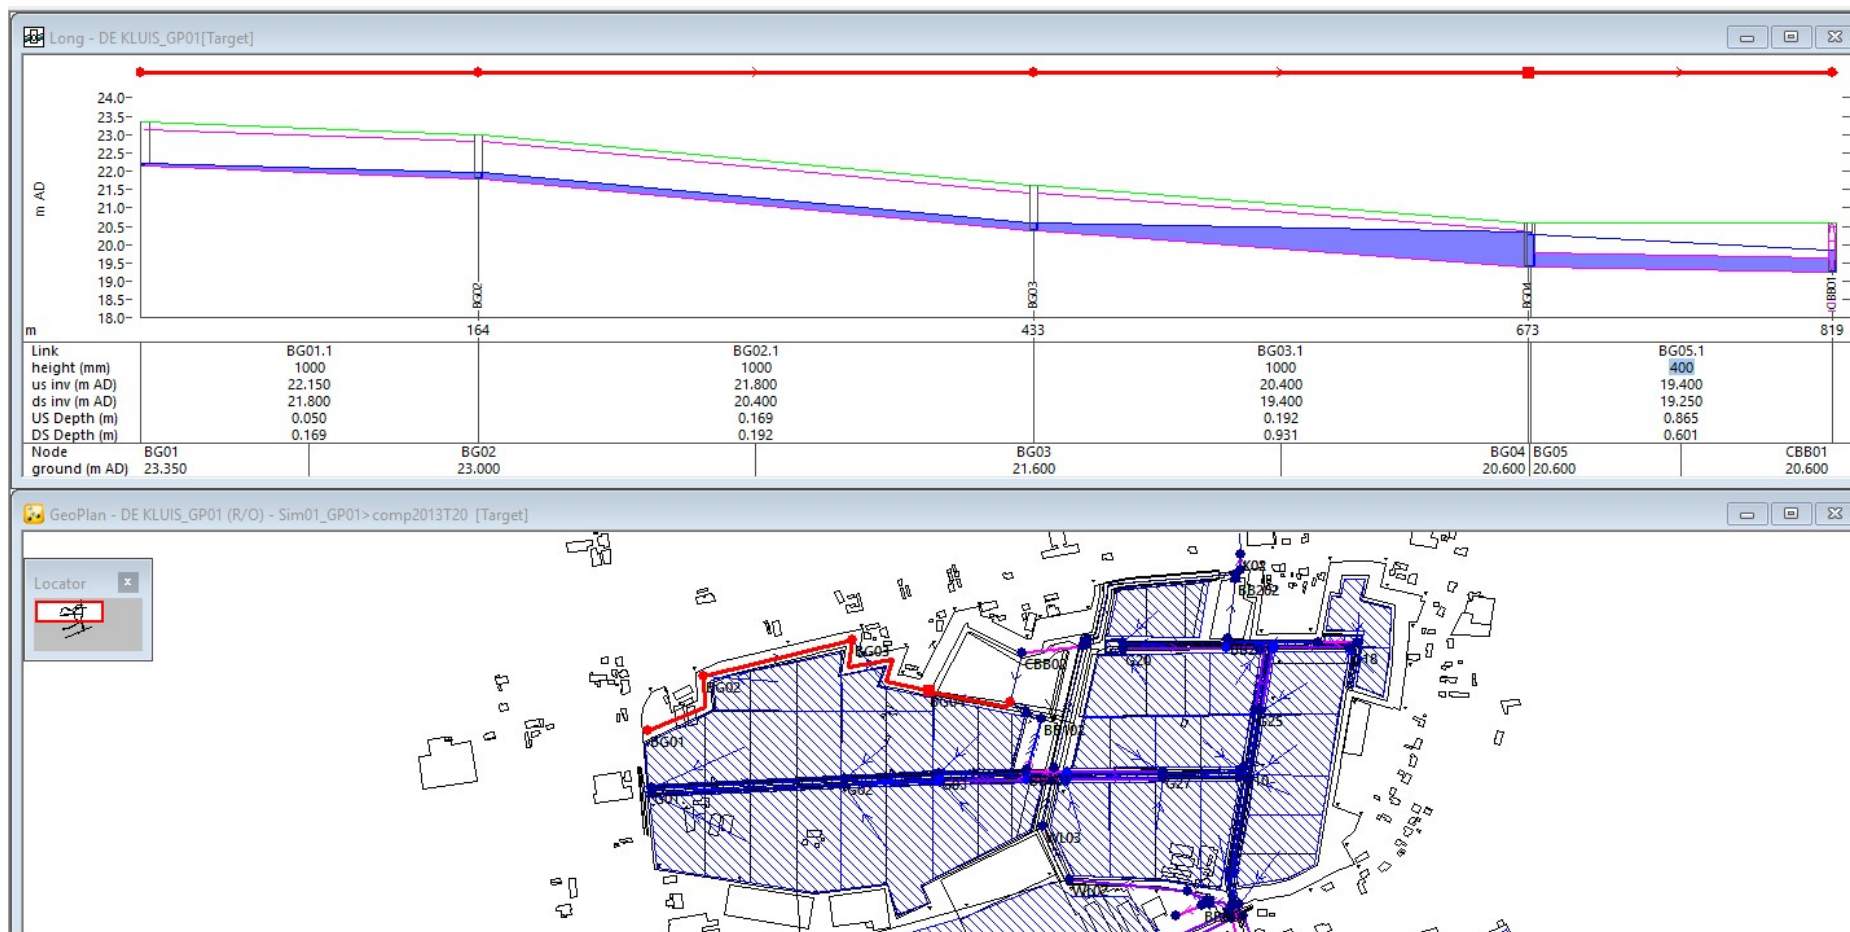 Long - DE KLUIS_GP01[Target]
24.0
23.5
23.0
22.5
22.0
21.5
21.0
20.5
20.0
19.5
19.0
18.5
18.0
m AD
BG02
BG03
BG04
CBB01
m 164 433 673 819
Link BG01.1 BG02.1 BG03.1 BG05.1
height (mm) 1000 1000 1000 400
us inv (m AD) 22.150 21.800 20.400 19.400
ds inv (m AD) 21.800 20.400 19.400 19.250
US Depth (m) 0.050 0.169 0.192 0.865
DS Depth (m) 0.169 0.192 0.931 0.601
Node BG01 BG02 BG03 BG04 BG05 CBB01
ground (m AD) 23.350 23.000 21.600 20.600 20.600 20.600
GeoPlan - DE KLUIS_GP01 (R/O) - Sim01_GP01>comp2013T20 [Target]
Locator
BB202
BG03
CBB02
G20
BG02
BG04
G25
BG01
BB102
G01
G02
G03
G27
WL03